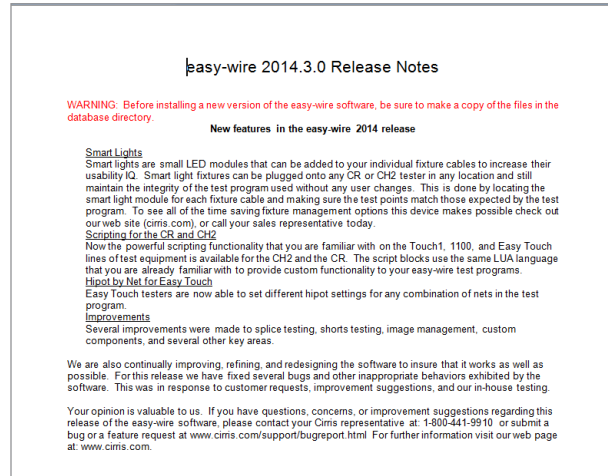 easy-wire 2014.3.0 Release Notes
WARNING: Before installing a new version of the easy-wire software, be sure to make a copy of the files in the
database directory.
New features in the easy-wire 2014 release
Smart Lights
Smart lights are small LED modules that can be added to your individual fixture cables to increase their
usability IQ. Smart light fixtures can be plugged onto any CR or CH2 tester in any location and still
maintain the integrity of the test program used without any user changes. This is done by locating the
smart light module for each fixture cable and making sure the test points match those expected by the test
program. To see all of the time saving fixture management options this device makes possible check out
our web site (cirris.com), or call your sales representative today.
Scripting for the CR and CH2
Now the powerful scripting functionality that you are familiar with on the Touch1, 1100, and Easy Touch
lines of test equipment is available for the CH2 and the CR. The script blocks use the same LUA language
that you are already familiar with to provide custom functionality to your easy-wire test programs.
Hipot by Net for Easy Touch
Easy Touch testers are now able to set different hipot settings for any combination of nets in the test
program.
Improvements
Several improvements were made to splice testing, shorts testing, image management, custom
components, and several other key areas.
We are also continually improving, refining, and redesigning the software to insure that it works as well as
possible. For this release we have fixed several bugs and other inappropriate behaviors exhibited by the
software. This was in response to customer requests, improvement suggestions, and our in-house testing.
Your opinion is valuable to us. If you have questions, concerns, or improvement suggestions regarding this
release of the easy-wire software, please contact your Cirris representative at: 1-800-441-9910 or submit a
bug or a feature request at www.cirris.com/support/bugreport.html For further information visit our web page
at: www.cirris.com.